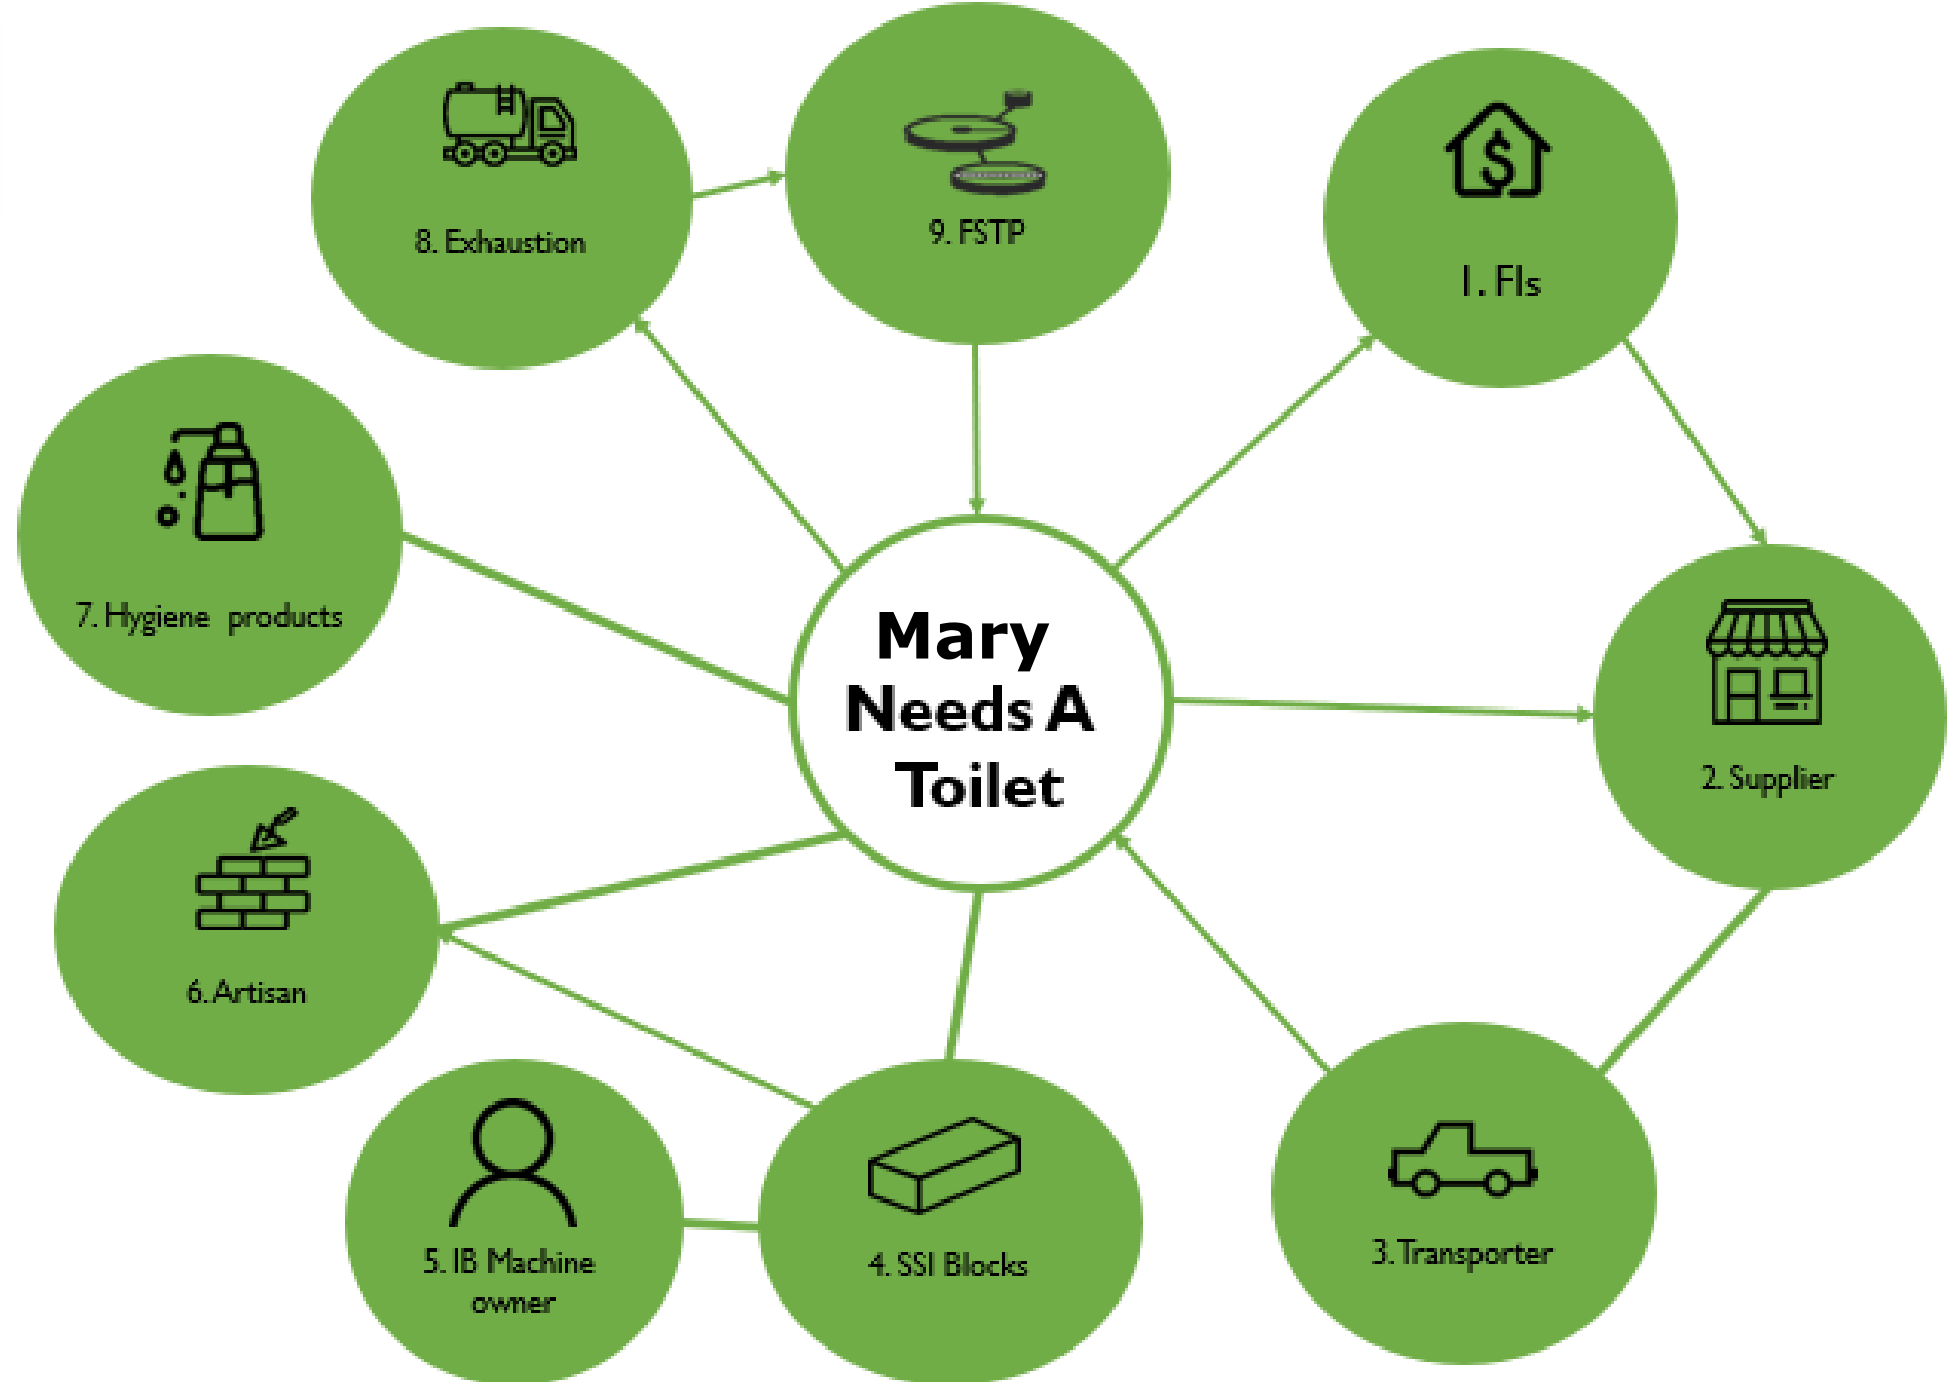 Mary
Needs A
Toilet
1. FIs
2. Supplier
3. Transporter
4. SSI Blocks
5. IB Machine
owner
6. Artisan
7. Hygiene products
8. Exhaustion
9. FSTP
$